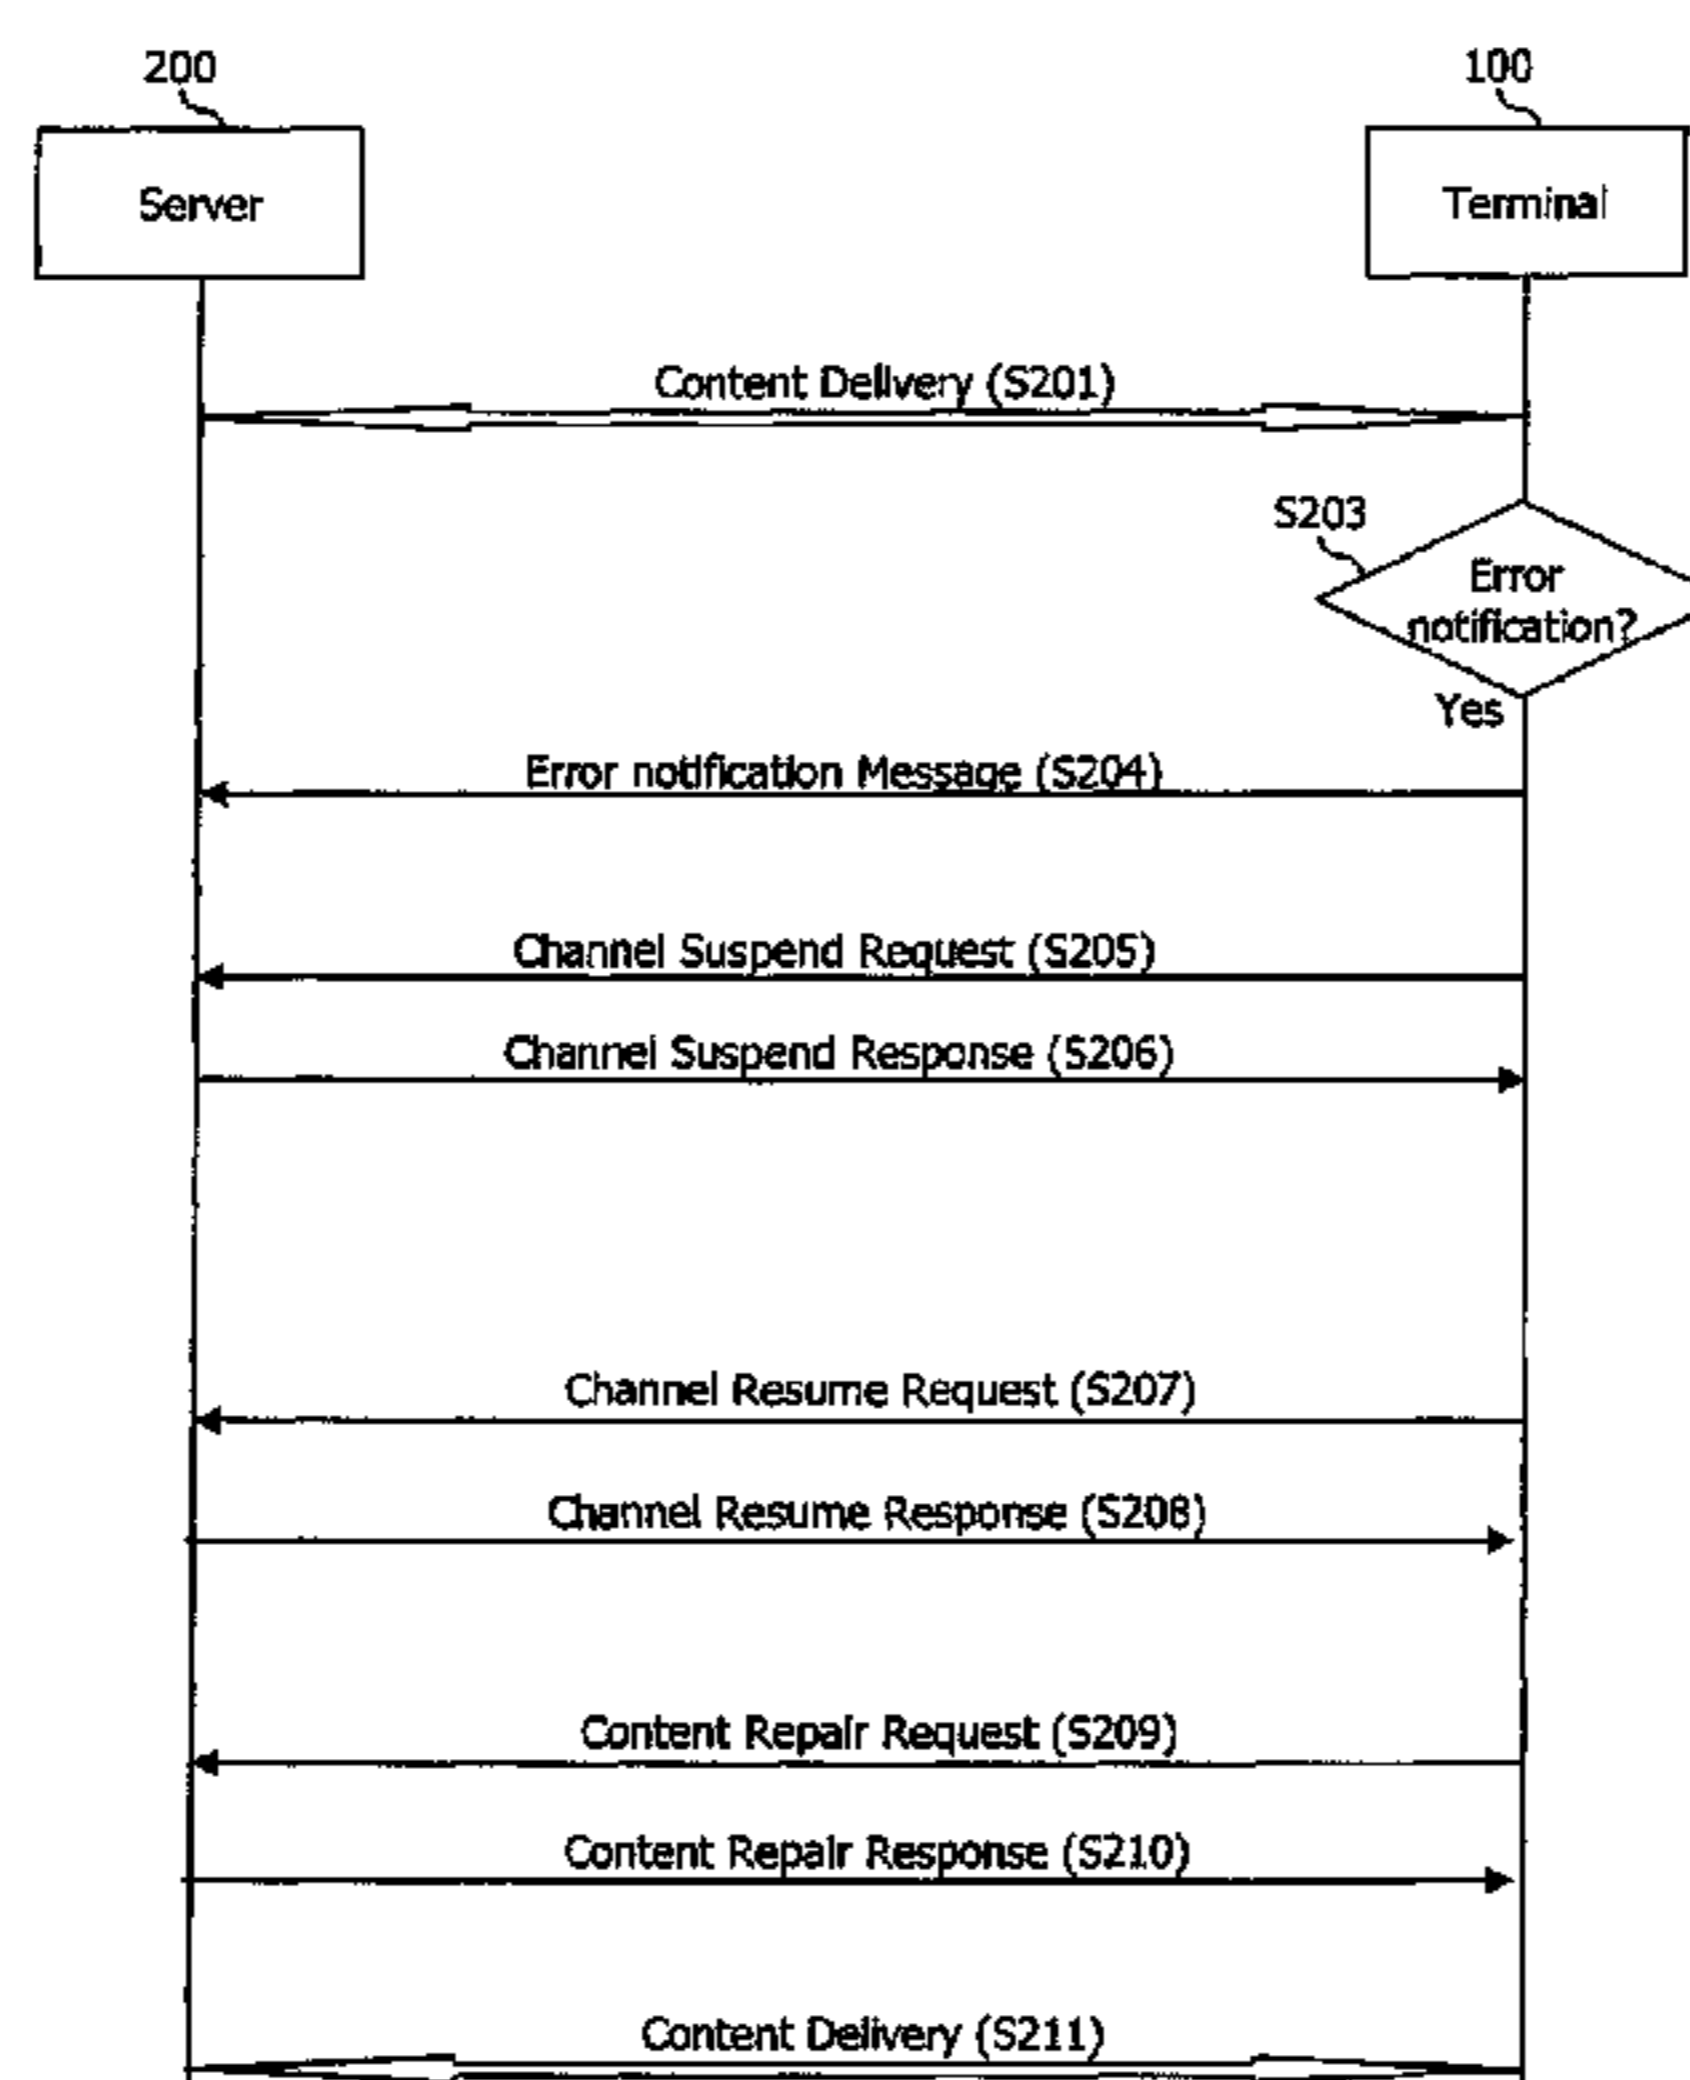 200
100
Server
Terminal
Content Delivery (S201)
S203
Error
notification?
Yes
Error notification Message (S204)
Channel Suspend Request (S205)
Channel Suspend Response (S206)
Channel Resume Request (S207)
Channel Resume Response (S208)
Content Repair Request (S209)
Content Repair Response (S210)
Content Delivery (S211)